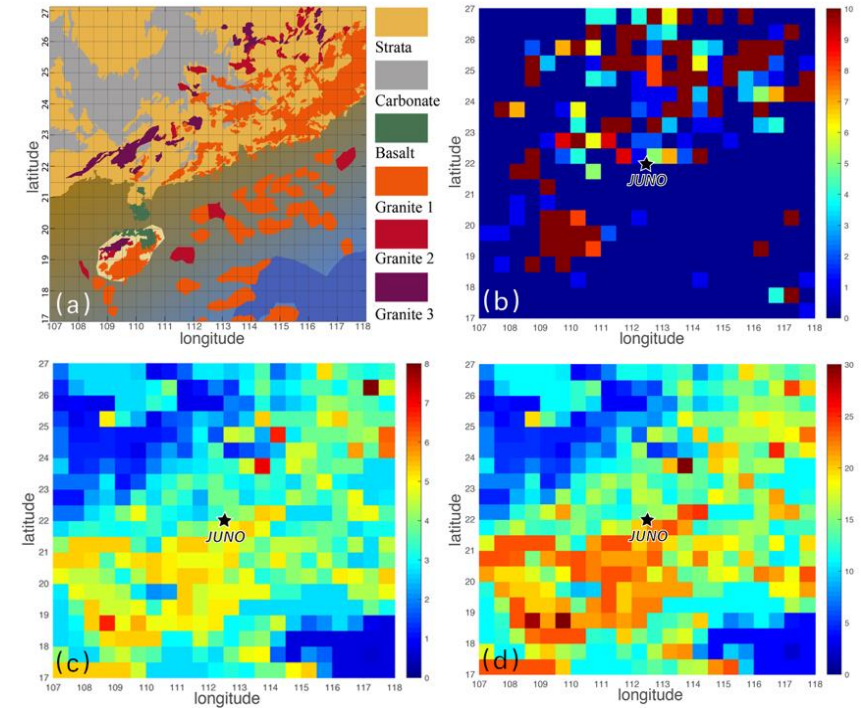 27
26
25
24
23
22
21
20
19
18
17
latitude
107 108 109 110 111 112 113 114 115 116 117 118
longitude
(a)
Strata
Carbonate
Basalt
Granite 1
Granite 2
Granite 3
27
26
25
24
23
22
21
20
19
18
17
latitude
107 108 109 110 111 112 113 114 115 116 117 118
longitude
(b)
JUNO
10
9
8
7
6
5
4
3
2
1
0
27
26
25
24
23
22
21
20
19
18
17
latitude
107 108 109 110 111 112 113 114 115 116 117 118
longitude
(c)
JUNO
8
7
6
5
4
3
2
1
0
27
26
25
24
23
22
21
20
19
18
17
latitude
107 108 109 110 111 112 113 114 115 116 117 118
longitude
(d)
JUNO
30
25
20
15
10
5
0